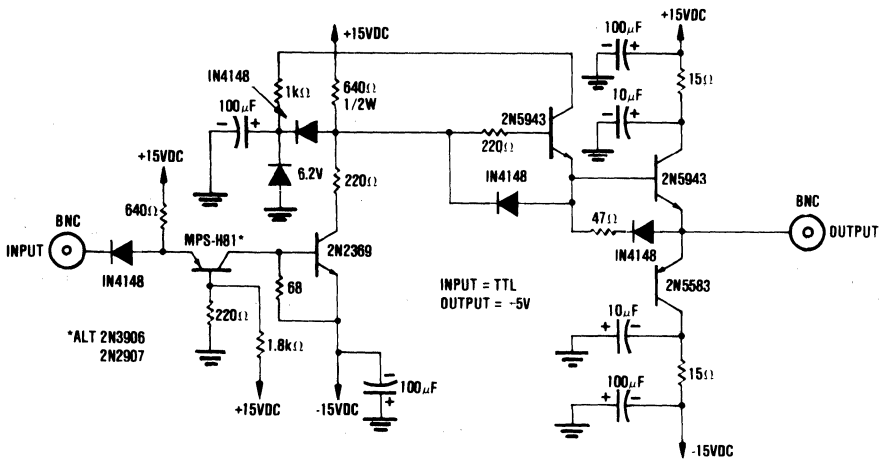 +15VDC
100µF
- +
+15VDC
IN4148
1kΩ
640Ω
1/2W
15Ω
100µF
- +
10µF
- +
2N5943
220Ω
+15VDC
6.2V
220Ω
IN4148
2N5943
640Ω
BNC
INPUT
MPS-H81*
2N2369
47Ω
BNC
OUTPUT
IN4148
IN4148
68
INPUT = TTL
OUTPUT = -5V
2N5583
220Ω
10µF
+ -
*ALT 2N3906
2N2907
1.8kΩ
15Ω
-
100µF
+
100µF
+ -
+15VDC
-15VDC
-15VDC